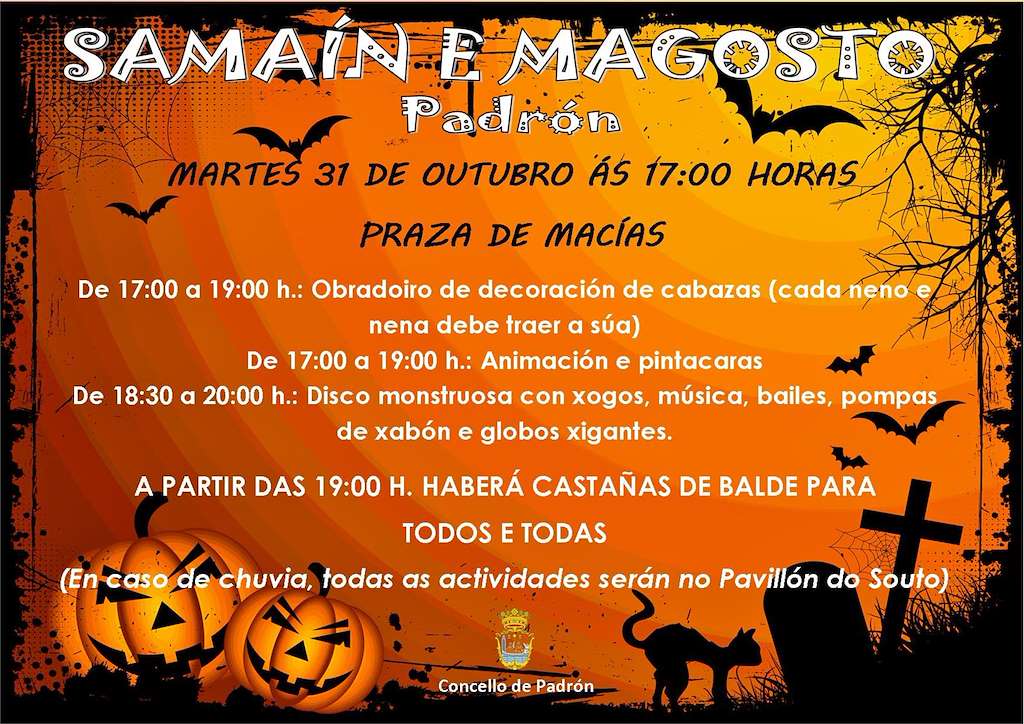 SAMAÍN E MAGOSTO
Padrón
MARTES 31 DE OUTUBRO ÁS 17:00 HORAS
PRAZA DE MACÍAS
De 17:00 a 19:00 h.: Obradoiro de decoración de cabazas (cada neno e
nena debe traer a súa)
De 17:00 a 19:00 h.: Animación e pintacaras
De 18:30 a 20:00 h.: Disco monstruosa con xogos, música, bailes, pompas
de xabón e globos xigantes.
A PARTIR DAS 19:00 H. HABERÁ CASTAÑAS DE BALDE PARA
TODOS E TODAS
(En caso de chuvia, todas as actividades serán no Pavillón do Souto)
Concello de Padrón